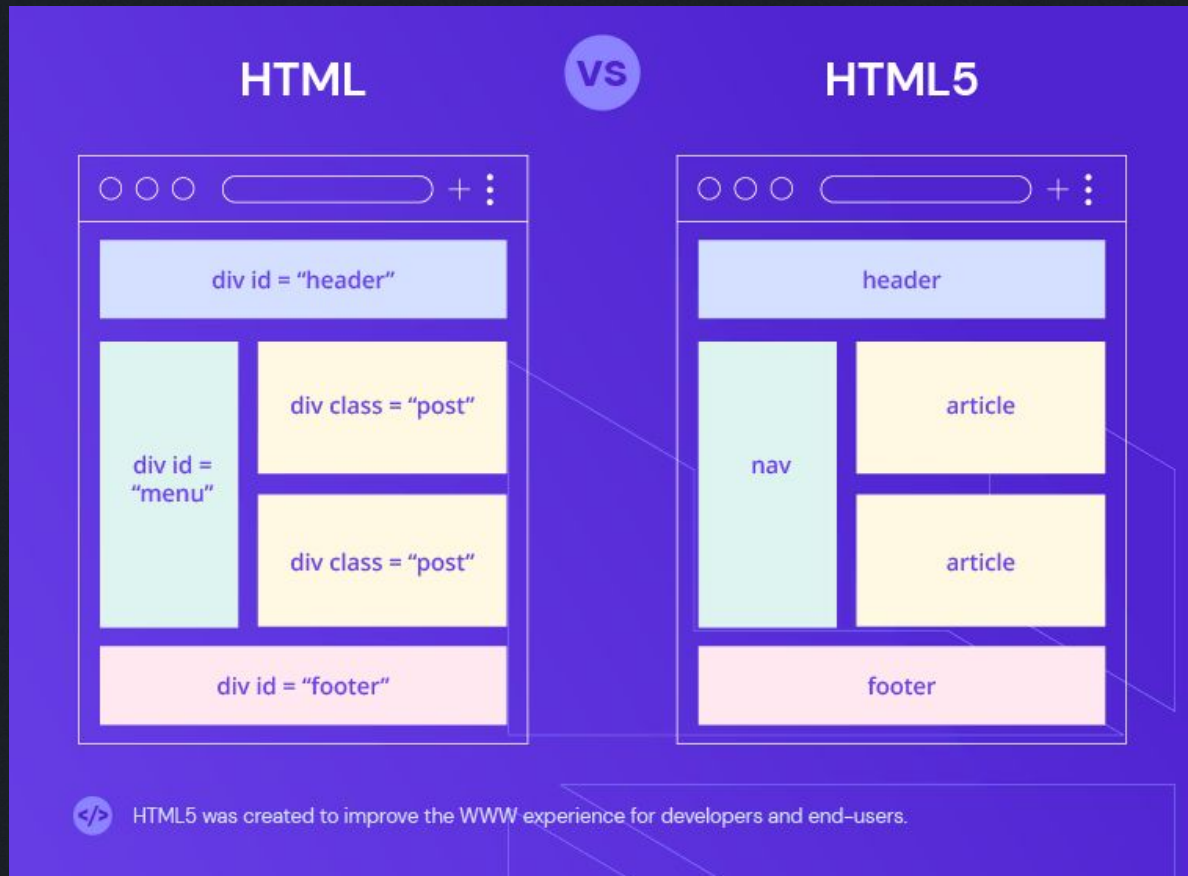 HTML
VS
HTML5
div id = “header”
div id =
“menu”
div class = “post”
div class = “post”
div id = “footer”
header
nav
article
article
footer
</> HTML5 was created to improve the WWW experience for developers and end-users.